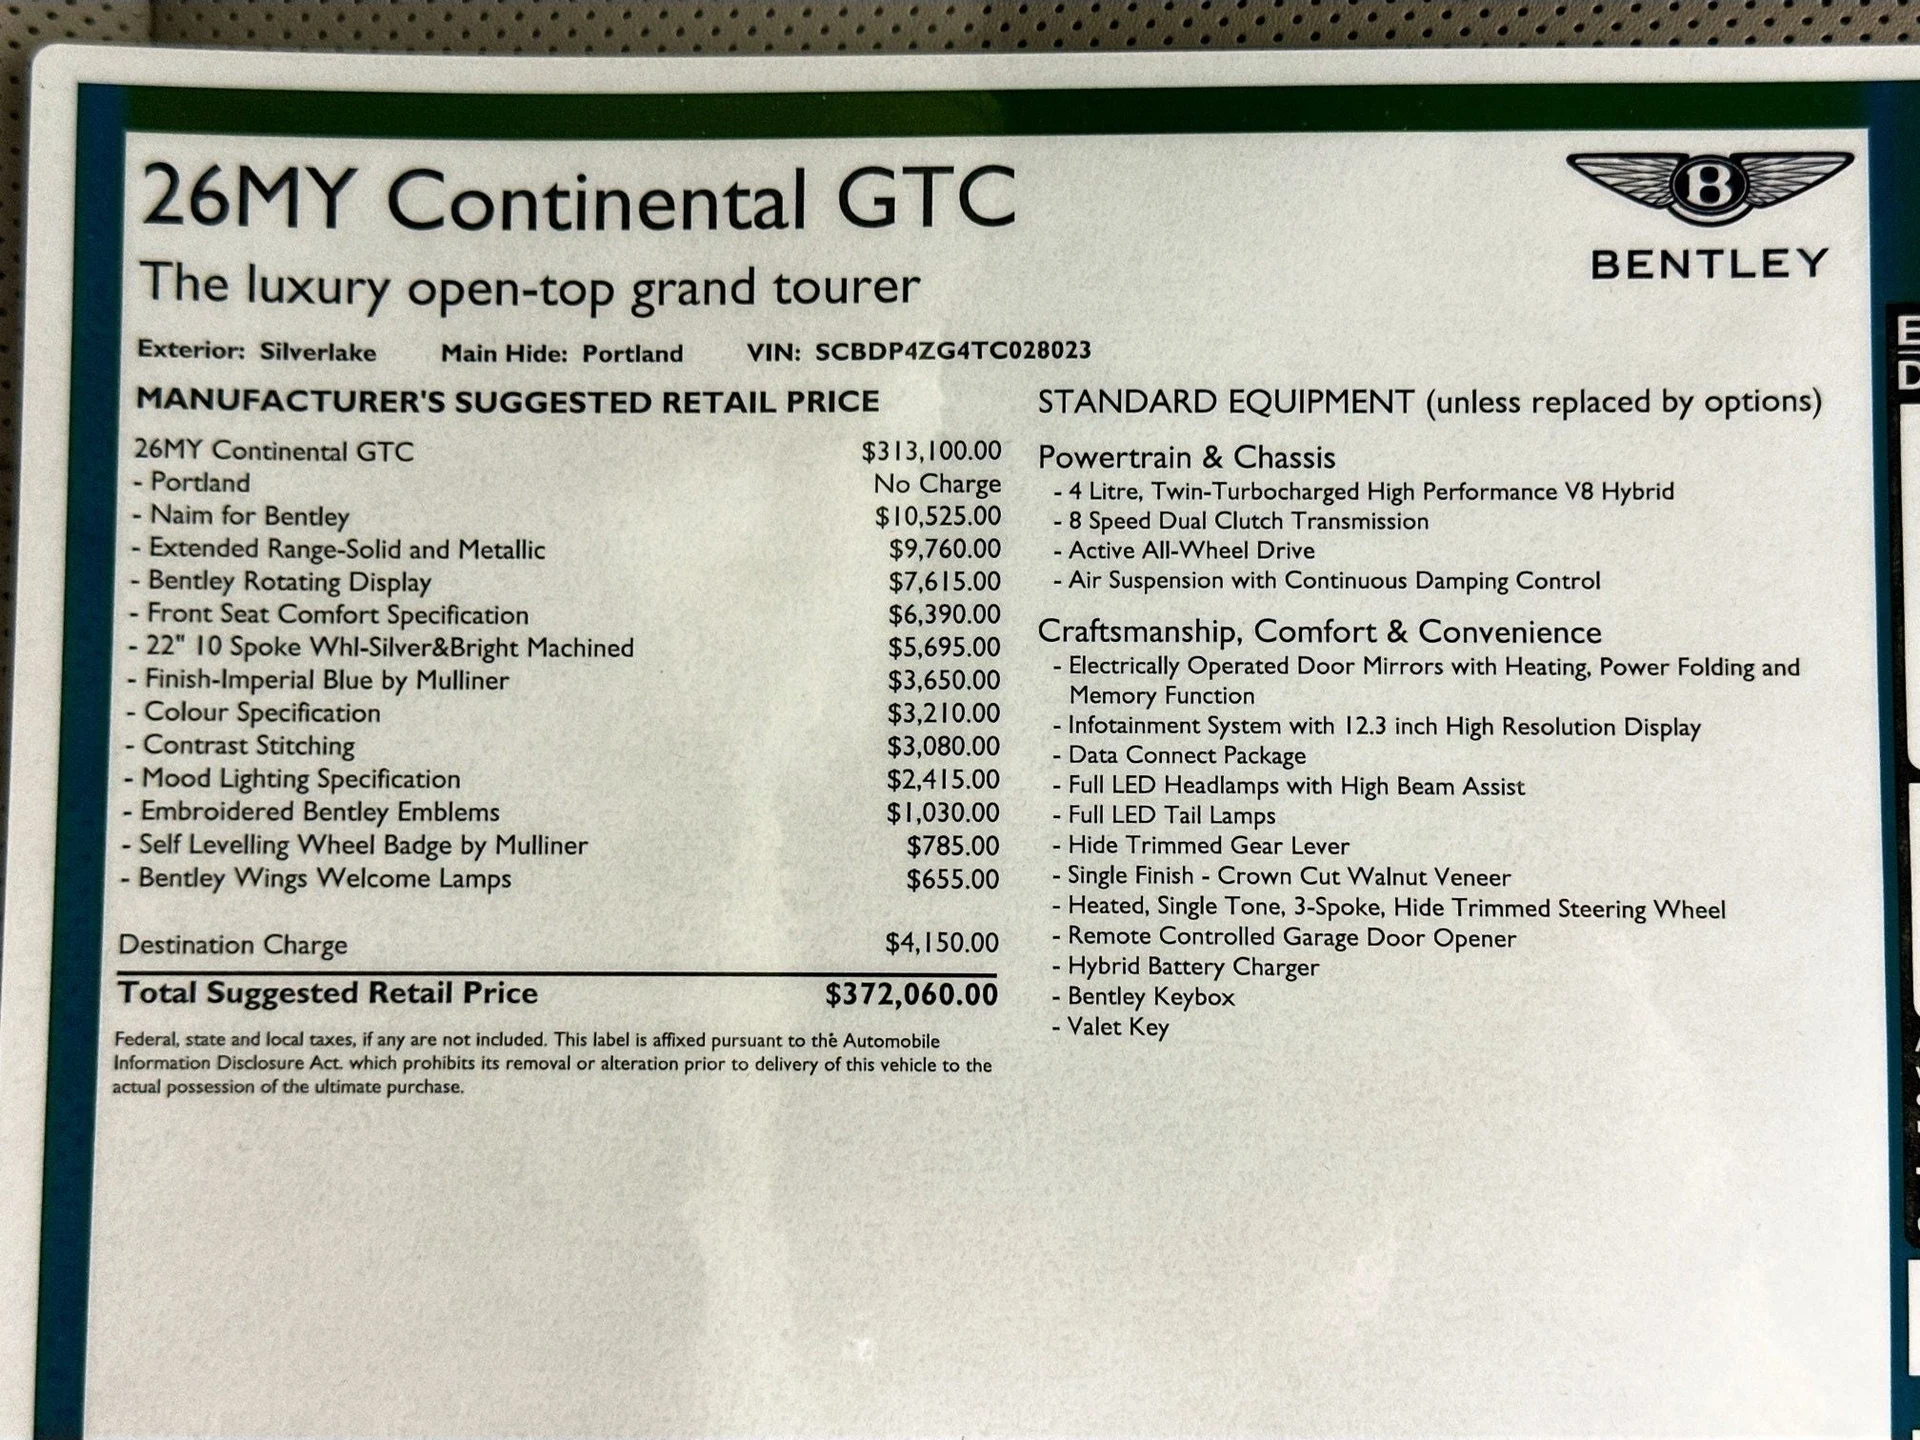 26MY Continental GTC
The luxury open-top grand tourer
B
BENTLEY
Exterior: Silverlake Main Hide: Portland VIN: SCBDP4ZG4TC028023
MANUFACTURER'S SUGGESTED RETAIL PRICE
26MY Continental GTC $313,100.00
- Portland No Charge
- Naim for Bentley $10,525.00
- Extended Range-Solid and Metallic $9,760.00
- Bentley Rotating Display $7,615.00
- Front Seat Comfort Specification $6,390.00
- 22" 10 Spoke Whl-Silver&Bright Machined $5,695.00
- Finish-Imperial Blue by Mulliner $3,650.00
- Colour Specification $3,210.00
- Contrast Stitching $3,080.00
- Mood Lighting Specification $2,415.00
- Embroidered Bentley Emblems $1,030.00
- Self Levelling Wheel Badge by Mulliner $785.00
- Bentley Wings Welcome Lamps $655.00
Destination Charge $4,150.00
Total Suggested Retail Price $372,060.00
Federal, state and local taxes, if any are not included. This label is affixed pursuant to the Automobile
Information Disclosure Act. which prohibits its removal or alteration prior to delivery of this vehicle to the
actual possession of the ultimate purchase.
STANDARD EQUIPMENT (unless replaced by options)
Powertrain & Chassis
- 4 Litre, Twin-Turbocharged High Performance V8 Hybrid
- 8 Speed Dual Clutch Transmission
- Active All-Wheel Drive
- Air Suspension with Continuous Damping Control
Craftsmanship, Comfort & Convenience
- Electrically Operated Door Mirrors with Heating, Power Folding and
Memory Function
- Infotainment System with 12.3 inch High Resolution Display
- Data Connect Package
- Full LED Headlamps with High Beam Assist
- Full LED Tail Lamps
- Hide Trimmed Gear Lever
- Single Finish - Crown Cut Walnut Veneer
- Heated, Single Tone, 3-Spoke, Hide Trimmed Steering Wheel
- Remote Controlled Garage Door Opener
- Hybrid Battery Charger
- Bentley Keybox
- Valet Key